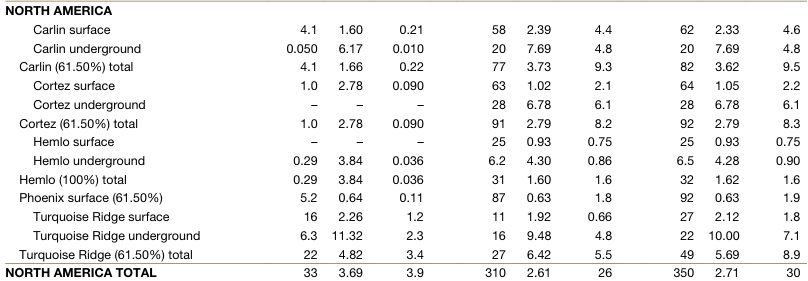 NORTH AMERICA
Carlin surface 4.1 1.60 0.21 58 2.39 4.4 62 2.33 4.6
Carlin underground 0.050 6.17 0.010 20 7.69 4.8 20 7.69 4.8
Carlin (61.50%) total 4.1 1.66 0.22 77 3.73 9.3 82 3.62 9.5
Cortez surface 1.0 2.78 0.090 63 1.02 2.1 64 1.05 2.2
Cortez underground – – – 28 6.78 6.1 28 6.78 6.1
Cortez (61.50%) total 1.0 2.78 0.090 91 2.79 8.2 92 2.79 8.3
Hemlo surface – – – 25 0.93 0.75 25 0.93 0.75
Hemlo underground 0.29 3.84 0.036 6.2 4.30 0.86 6.5 4.28 0.90
Hemlo (100%) total 0.29 3.84 0.036 31 1.60 1.6 32 1.62 1.6
Phoenix surface (61.50%) 5.2 0.64 0.11 87 0.63 1.8 92 0.63 1.9
Turquoise Ridge surface 16 2.26 1.2 11 1.92 0.66 27 2.12 1.8
Turquoise Ridge underground 6.3 11.32 2.3 16 9.48 4.8 22 10.00 7.1
Turquoise Ridge (61.50%) total 22 4.82 3.4 27 6.42 5.5 49 5.69 8.9
NORTH AMERICA TOTAL 33 3.69 3.9 310 2.61 26 350 2.71 30